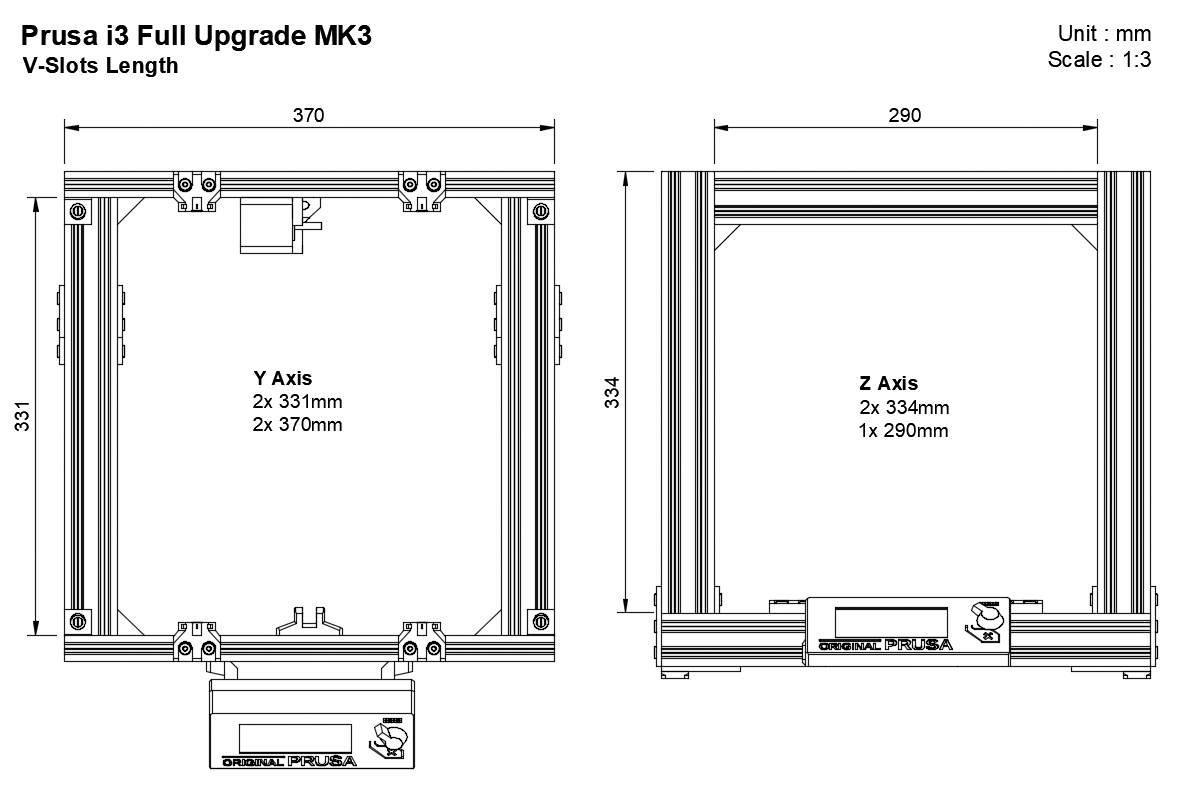 Prusa i3 Full Upgrade MK3
V-Slots Length
Unit : mm
Scale : 1:3
370
290
331
334
Y Axis
2x 331mm
2x 370mm
Z Axis
2x 334mm
1x 290mm
ORIGINAL PRUSA
ORIGINAL PRUSA